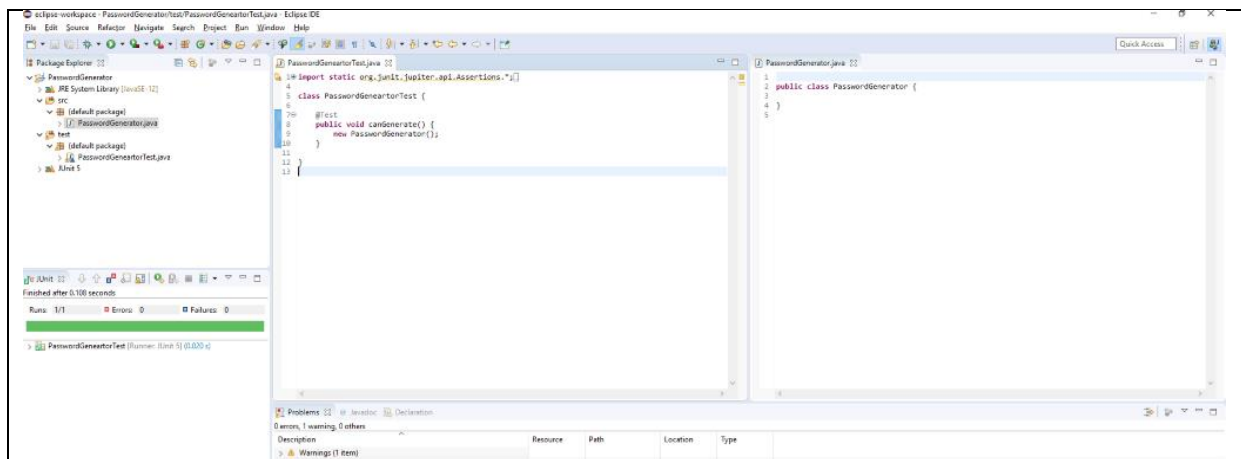 eclipse-workspace - PasswordGenerator/test/PasswordGeneartorTest.java - Eclipse IDE
File Edit Source Refactor Navigate Search Project Run Window Help
Quick Access
Package Explorer
PasswordGenerator
JRE System Library [JavaSE-12]
src
(default package)
PasswordGenerator.java
test
(default package)
PasswordGeneartorTest.java
JUnit 5
PasswordGeneartorTest.java
1 import static org.junit.jupiter.api.Assertions.*;
4
5 class PasswordGeneartorTest {
6
7 @Test
8 public void canGenerate() {
9 new PasswordGenerator();
10 }
11
12 }
13
PasswordGenerator.java
1
2 public class PasswordGenerator {
3
4 }
5
JUnit
Finished after 0.108 seconds
Runs: 1/1 Errors: 0 Failures: 0
PasswordGeneartorTest [Runner: JUnit 5] (0.020 s)
Problems Javadoc Declaration
0 errors, 1 warning, 0 others
Description Resource Path Location Type
Warnings (1 item)